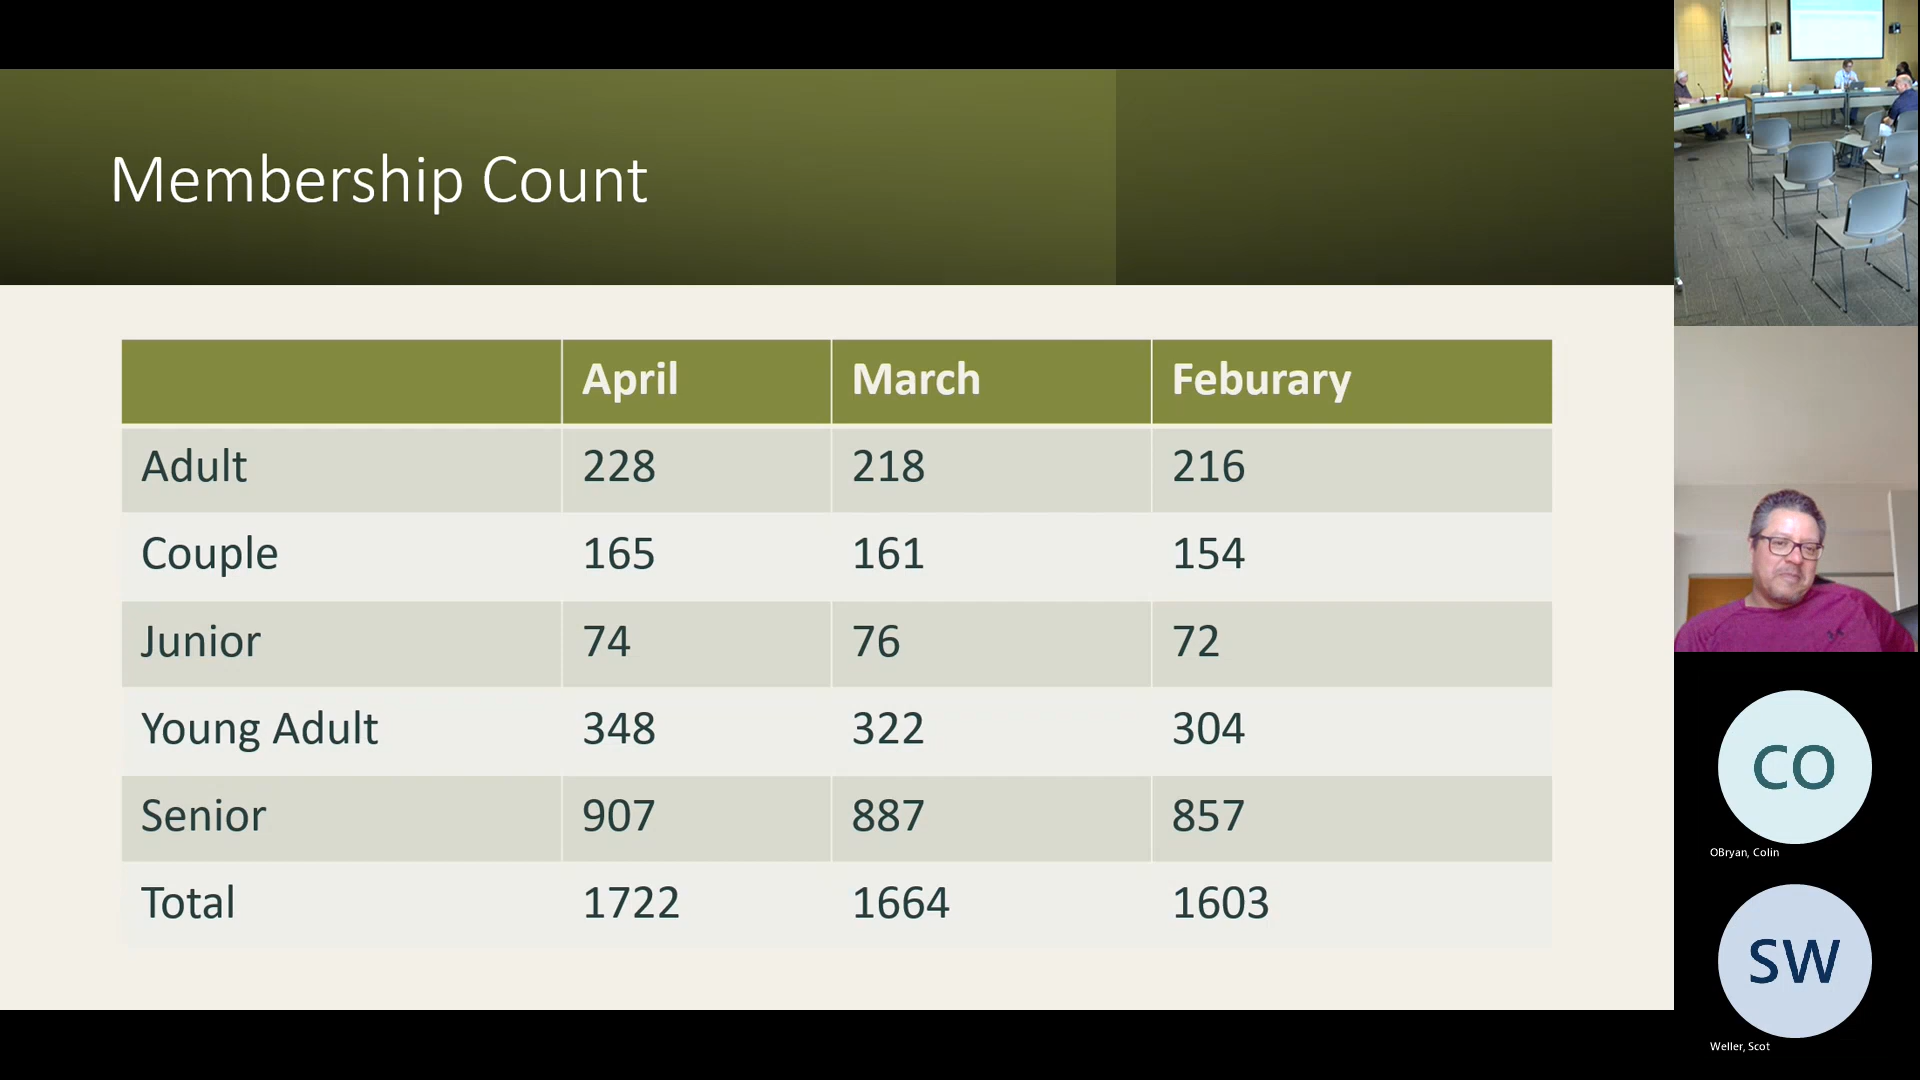 Membership Count
April March Feburary
Adult 228 218 216
Couple 165 161 154
Junior 74 76 72
Young Adult 348 322 304
Senior 907 887 857
Total 1722 1664 1603
CO
OBryan, Colin
SW
Weller, Scot